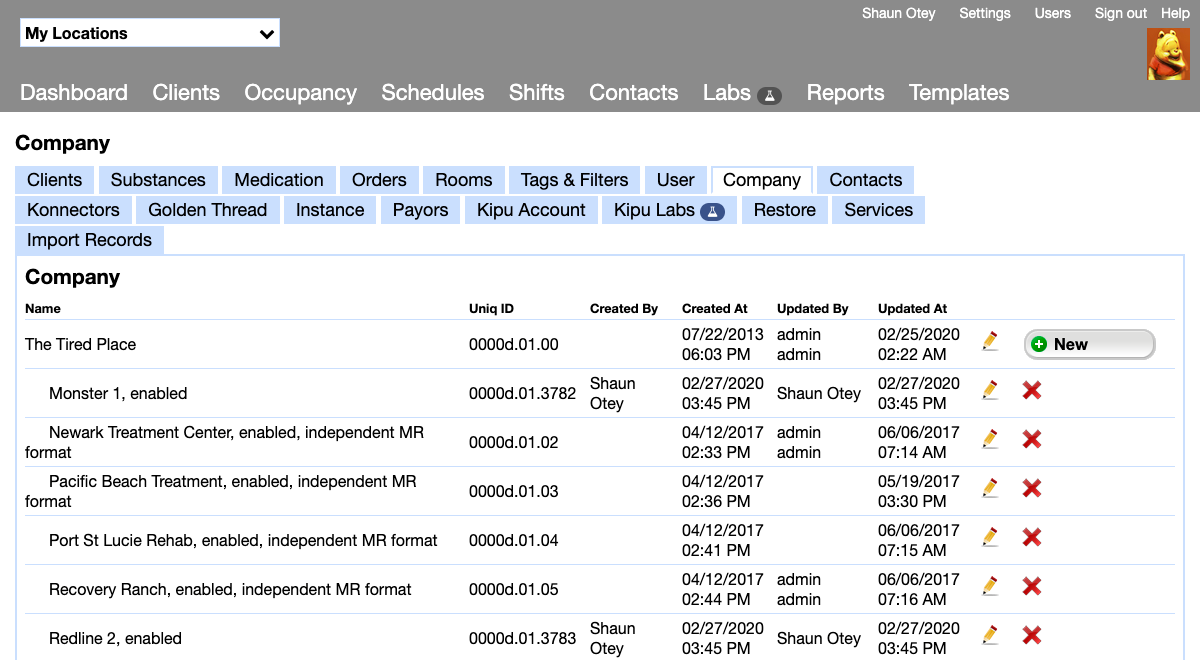 Shaun Otey Settings Users Sign out Help
My Locations
Dashboard Clients Occupancy Schedules Shifts Contacts Labs Reports Templates
Company
Clients Substances Medication Orders Rooms Tags & Filters User Company Contacts
Konnectors Golden Thread Instance Payors Kipu Account Kipu Labs Restore Services
Import Records
Company
Name Uniq ID Created By Created At Updated By Updated At
The Tired Place 0000d.01.00 07/22/2013 06:03 PM admin admin 02/25/2020 02:22 AM New
Monster 1, enabled 0000d.01.3782 Shaun Otey 02/27/2020 03:45 PM Shaun Otey 02/27/2020 03:45 PM
Newark Treatment Center, enabled, independent MR format 0000d.01.02 04/12/2017 02:33 PM admin admin 06/06/2017 07:14 AM
Pacific Beach Treatment, enabled, independent MR format 0000d.01.03 04/12/2017 02:36 PM 05/19/2017 03:30 PM
Port St Lucie Rehab, enabled, independent MR format 0000d.01.04 04/12/2017 02:41 PM 06/06/2017 07:15 AM
Recovery Ranch, enabled, independent MR format 0000d.01.05 04/12/2017 02:44 PM admin admin 06/06/2017 07:16 AM
Redline 2, enabled 0000d.01.3783 Shaun Otey 02/27/2020 03:45 PM Shaun Otey 02/27/2020 03:45 PM